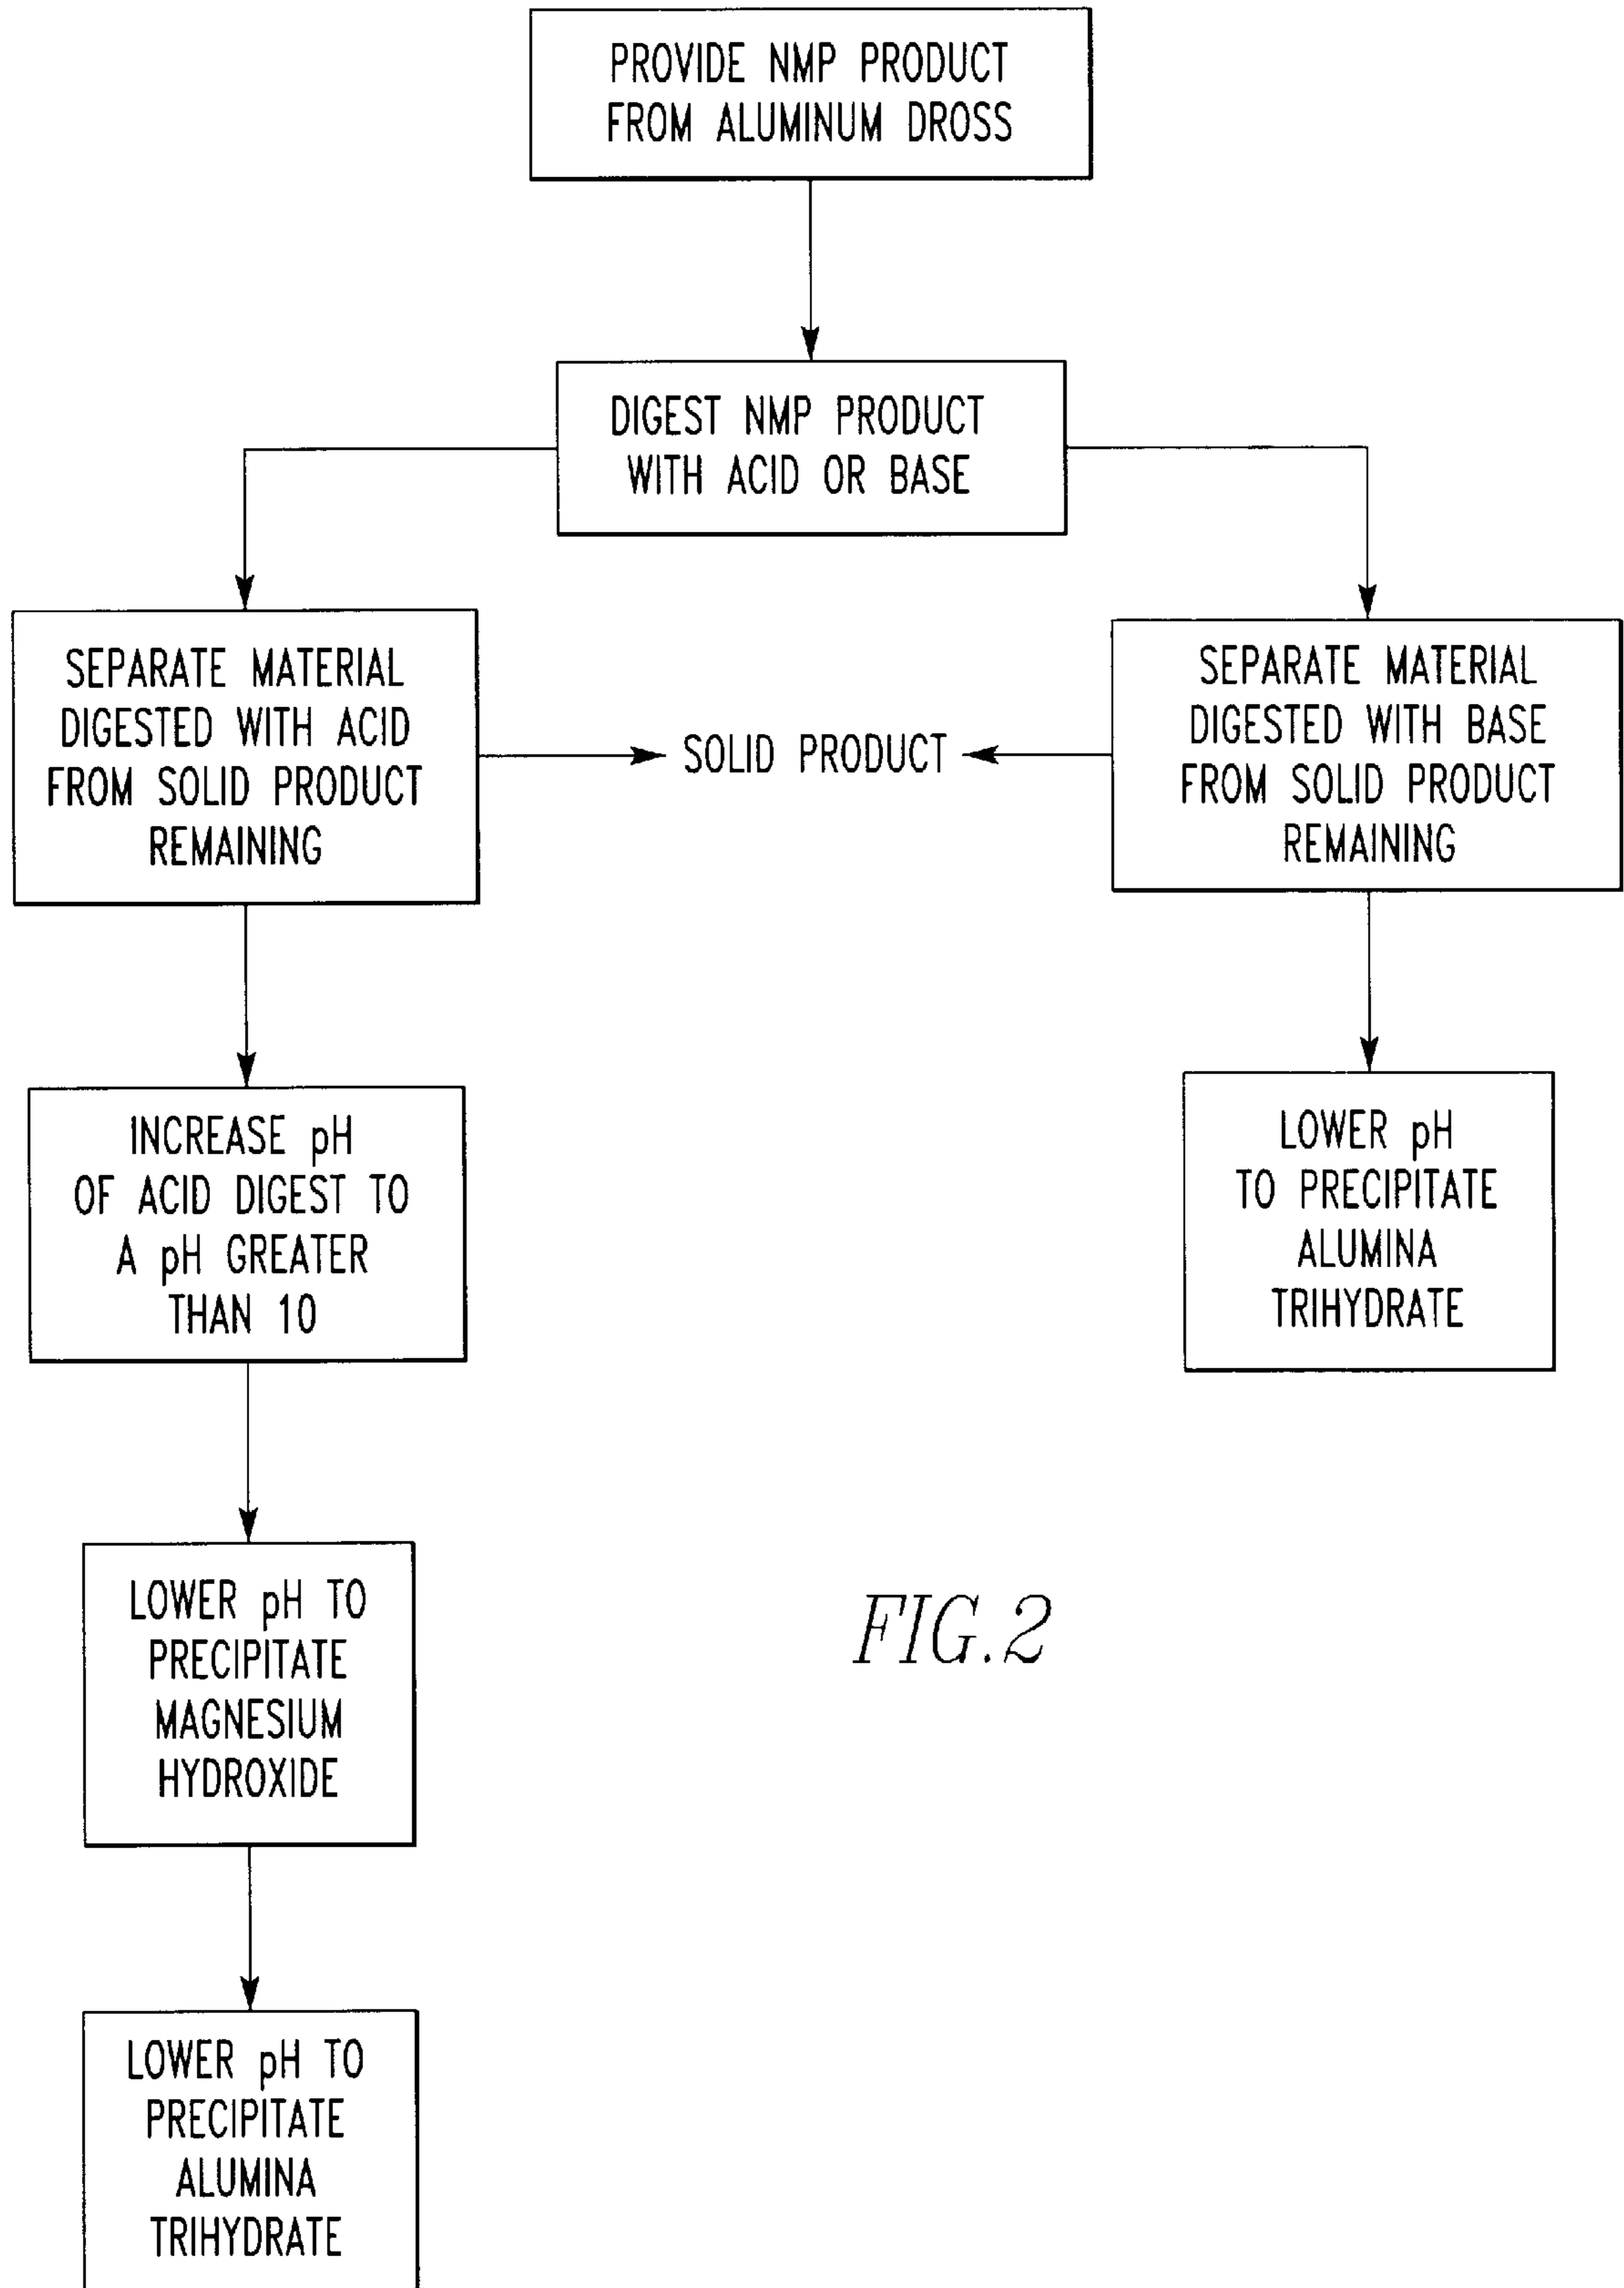 PROVIDE NMP PRODUCT
FROM ALUMINUM DROSS
DIGEST NMP PRODUCT
WITH ACID OR BASE
SEPARATE MATERIAL
DIGESTED WITH ACID
FROM SOLID PRODUCT
REMAINING
SOLID PRODUCT
SEPARATE MATERIAL
DIGESTED WITH BASE
FROM SOLID PRODUCT
REMAINING
INCREASE pH
OF ACID DIGEST TO
A pH GREATER
THAN 10
LOWER pH
TO PRECIPITATE
ALUMINA
TRIHYDRATE
LOWER pH TO
PRECIPITATE
MAGNESIUM
HYDROXIDE
FIG.2
LOWER pH TO
PRECIPITATE
ALUMINA
TRIHYDRATE